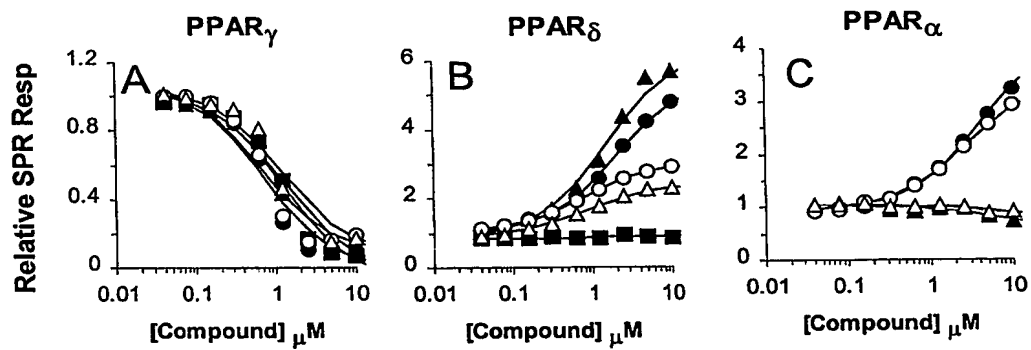 PPARγ
PPARδ
PPARα
Relative SPR Resp
A
B
C
1.2
0.8
0.4
0
6
4
2
0
4
3
2
1
0
0.01 0.1 1 10
0.01 0.1 1 10
0.01 0.1 1 10
[Compound] μM
[Compound] μM
[Compound] μM